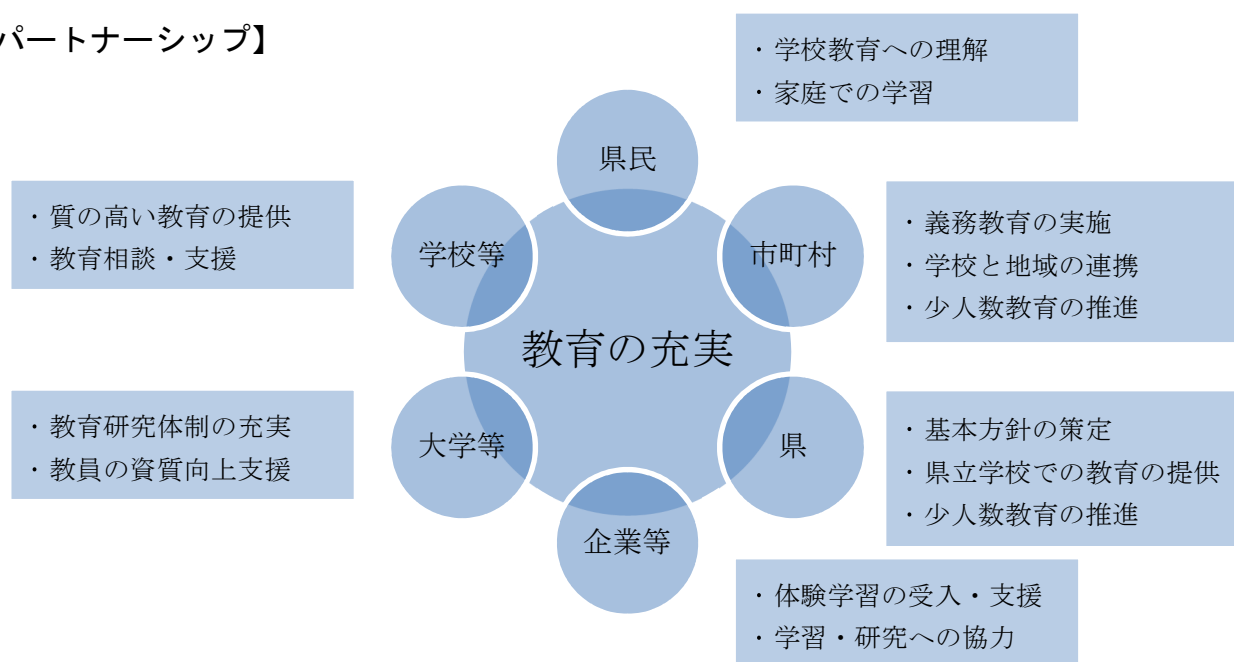 パートナーシップ】
・学校教育への理解
・家庭での学習
県民
・質の高い教育の提供
・教育相談・支援
学校等
市町村
・義務教育の実施
・学校と地域の連携
・少人数教育の推進
教育の充実
・教育研究体制の充実
・教員の資質向上支援
大学等
県
・基本方針の策定
・県立学校での教育の提供
・少人数教育の推進
企業等
・体験学習の受入・支援
・学習・研究への協力